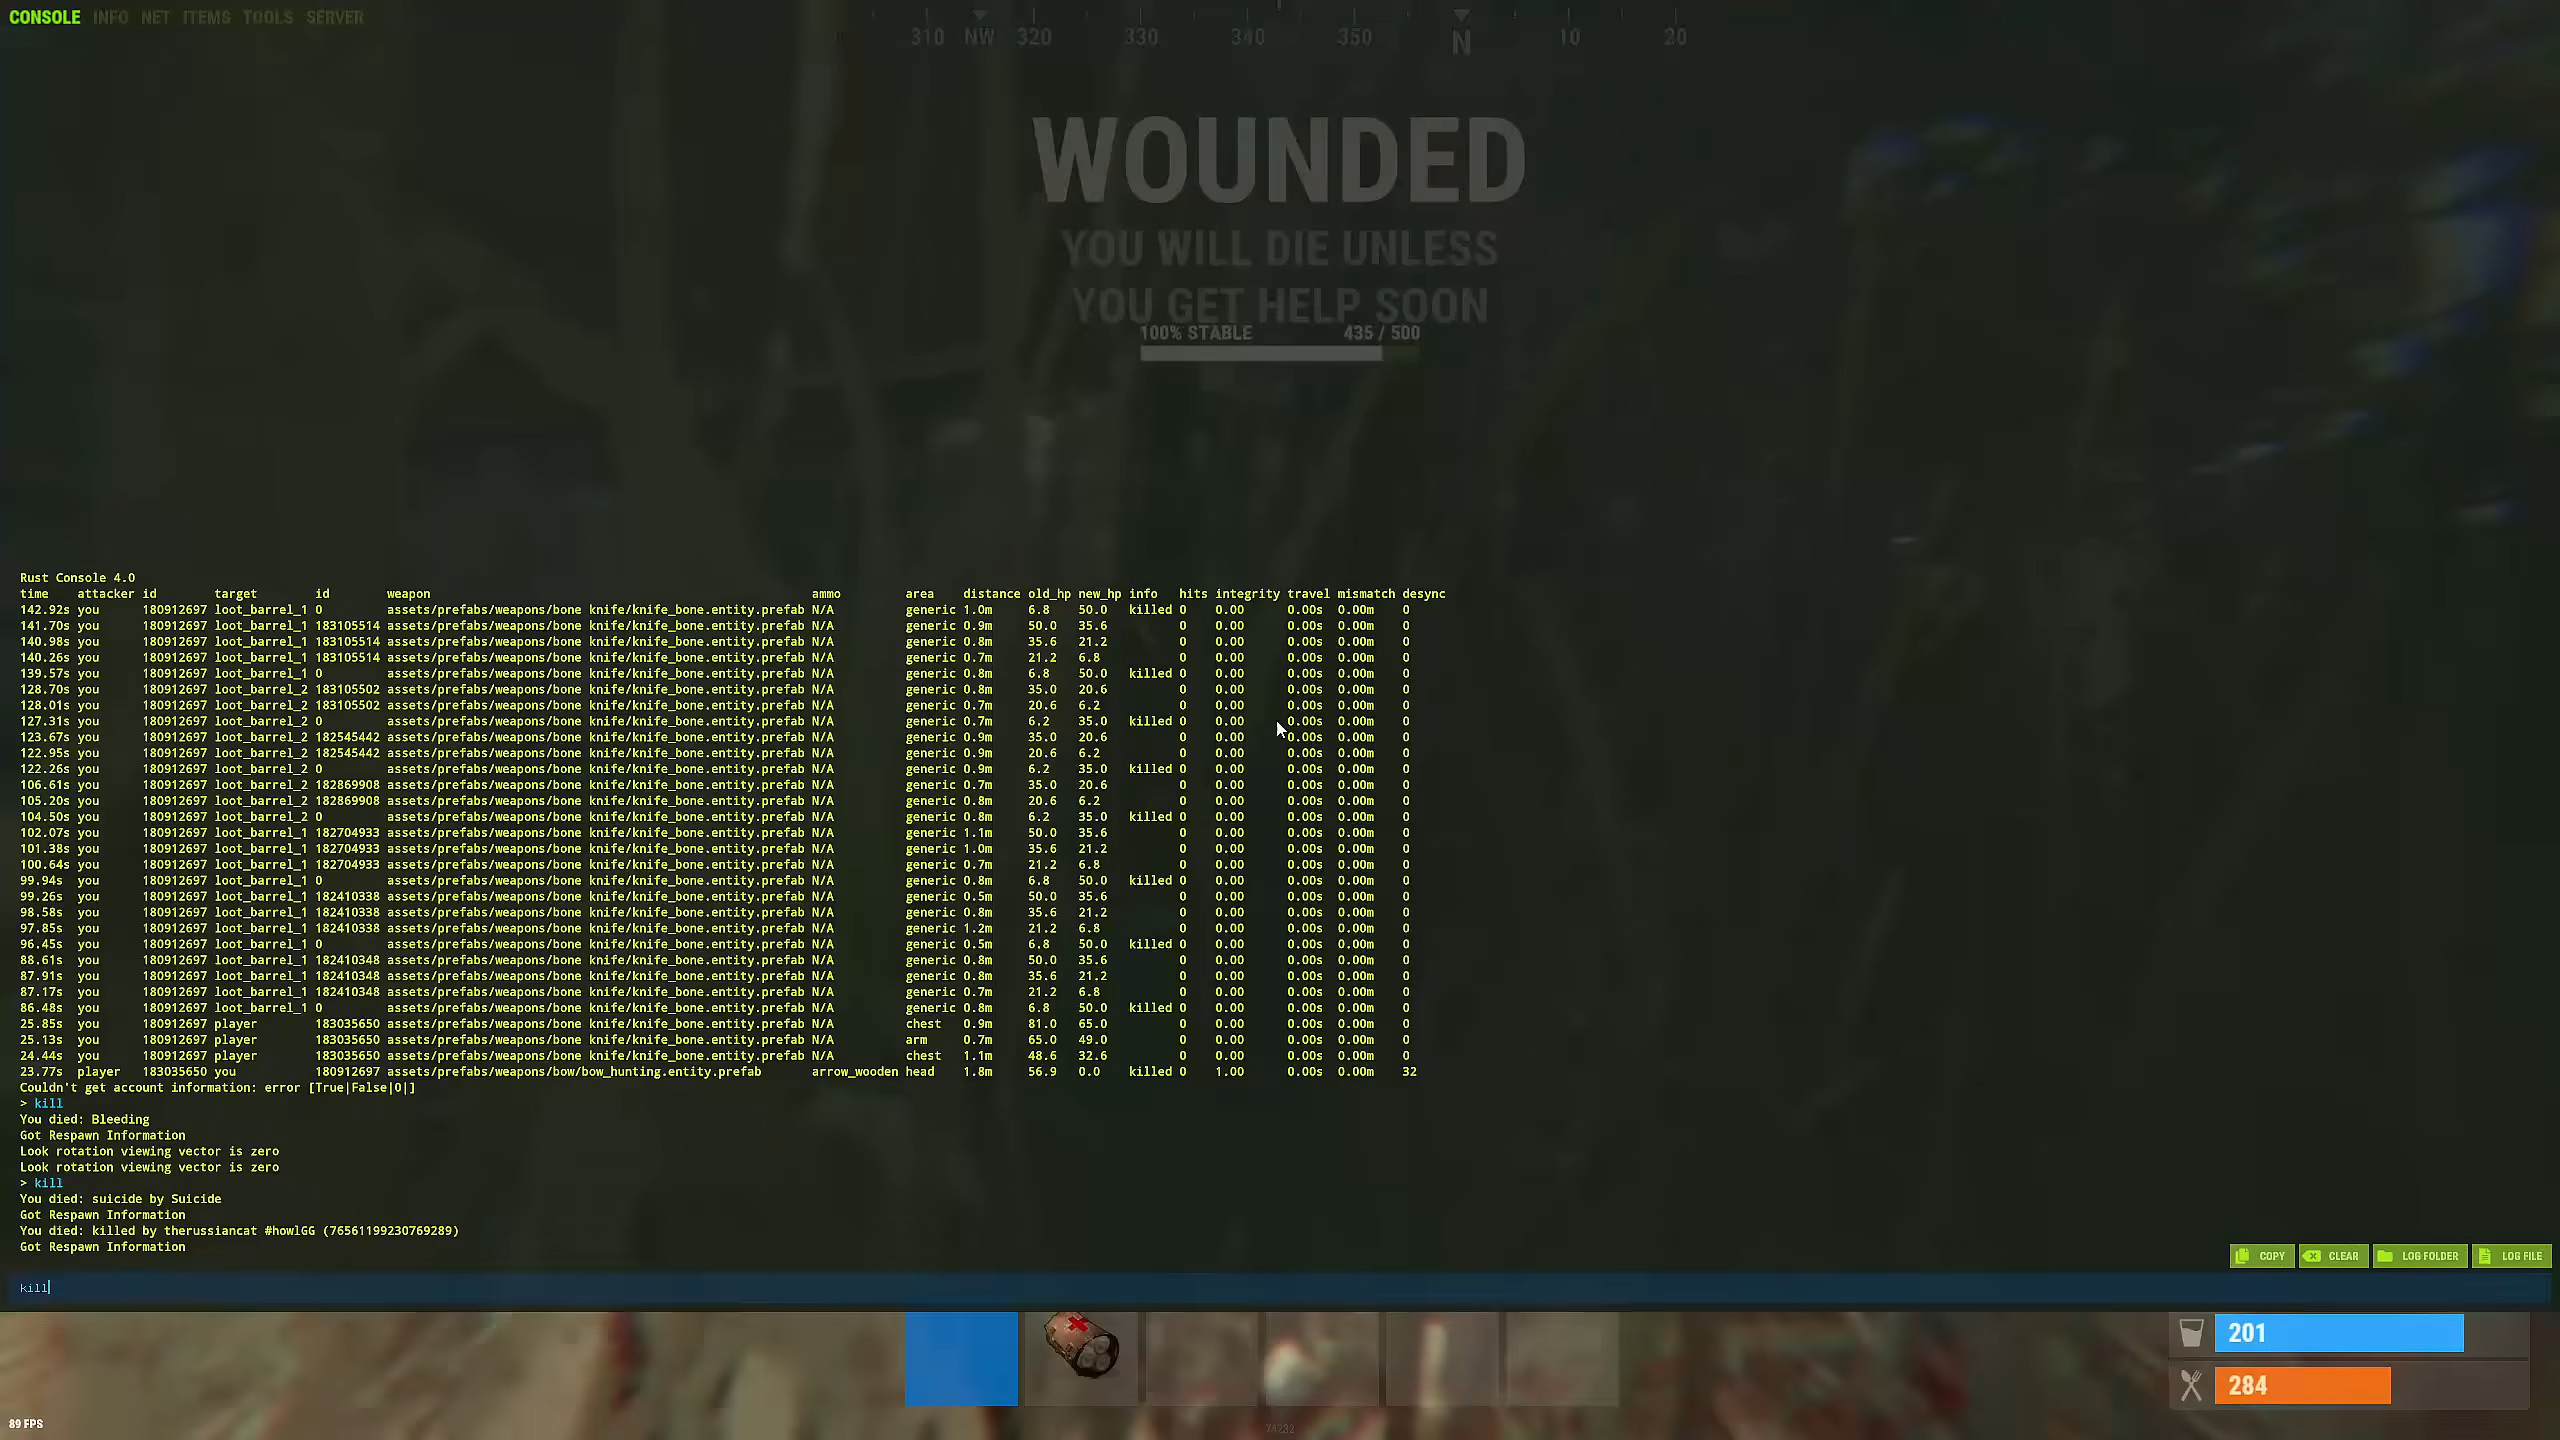 CONSOLE INFO NET ITEMS TOOLS SERVER
310 NW 320 330 340 350 N 10 20
WOUNDED
YOU WILL DIE UNLESS
YOU GET HELP SOON
100% STABLE 435 / 500
Rust Console 4.0
time attacker id target id weapon ammo area distance old_hp new_hp info hits integrity travel mismatch desync
142.92s you 180912697 loot_barrel_1 0 assets/prefabs/weapons/bone knife/knife_bone.entity.prefab N/A generic 1.0m 6.8 50.0 killed 0 0.00 0.00s 0.00m 0
141.70s you 180912697 loot_barrel_1 183105514 assets/prefabs/weapons/bone knife/knife_bone.entity.prefab N/A generic 0.9m 50.0 35.6 0 0.00 0.00s 0.00m 0
140.98s you 180912697 loot_barrel_1 183105514 assets/prefabs/weapons/bone knife/knife_bone.entity.prefab N/A generic 0.8m 35.6 21.2 0 0.00 0.00s 0.00m 0
140.26s you 180912697 loot_barrel_1 183105514 assets/prefabs/weapons/bone knife/knife_bone.entity.prefab N/A generic 0.7m 21.2 6.8 0 0.00 0.00s 0.00m 0
139.57s you 180912697 loot_barrel_1 0 assets/prefabs/weapons/bone knife/knife_bone.entity.prefab N/A generic 0.8m 6.8 50.0 killed 0 0.00 0.00s 0.00m 0
128.70s you 180912697 loot_barrel_2 183105502 assets/prefabs/weapons/bone knife/knife_bone.entity.prefab N/A generic 0.8m 35.0 20.6 0 0.00 0.00s 0.00m 0
128.01s you 180912697 loot_barrel_2 183105502 assets/prefabs/weapons/bone knife/knife_bone.entity.prefab N/A generic 0.7m 20.6 6.2 0 0.00 0.00s 0.00m 0
127.31s you 180912697 loot_barrel_2 0 assets/prefabs/weapons/bone knife/knife_bone.entity.prefab N/A generic 0.7m 6.2 35.0 killed 0 0.00 0.00s 0.00m 0
123.67s you 180912697 loot_barrel_2 182545442 assets/prefabs/weapons/bone knife/knife_bone.entity.prefab N/A generic 0.9m 35.0 20.6 0 0.00 0.00s 0.00m 0
122.95s you 180912697 loot_barrel_2 182545442 assets/prefabs/weapons/bone knife/knife_bone.entity.prefab N/A generic 0.9m 20.6 6.2 0 0.00 0.00s 0.00m 0
122.26s you 180912697 loot_barrel_2 0 assets/prefabs/weapons/bone knife/knife_bone.entity.prefab N/A generic 0.9m 6.2 35.0 killed 0 0.00 0.00s 0.00m 0
106.61s you 180912697 loot_barrel_2 182869908 assets/prefabs/weapons/bone knife/knife_bone.entity.prefab N/A generic 0.7m 35.0 20.6 0 0.00 0.00s 0.00m 0
105.20s you 180912697 loot_barrel_2 182869908 assets/prefabs/weapons/bone knife/knife_bone.entity.prefab N/A generic 0.8m 20.6 6.2 0 0.00 0.00s 0.00m 0
104.50s you 180912697 loot_barrel_2 0 assets/prefabs/weapons/bone knife/knife_bone.entity.prefab N/A generic 0.8m 6.2 35.0 killed 0 0.00 0.00s 0.00m 0
102.07s you 180912697 loot_barrel_1 182704933 assets/prefabs/weapons/bone knife/knife_bone.entity.prefab N/A generic 1.1m 50.0 35.6 0 0.00 0.00s 0.00m 0
101.38s you 180912697 loot_barrel_1 182704933 assets/prefabs/weapons/bone knife/knife_bone.entity.prefab N/A generic 1.0m 35.6 21.2 0 0.00 0.00s 0.00m 0
100.64s you 180912697 loot_barrel_1 182704933 assets/prefabs/weapons/bone knife/knife_bone.entity.prefab N/A generic 0.7m 21.2 6.8 0 0.00 0.00s 0.00m 0
99.94s you 180912697 loot_barrel_1 0 assets/prefabs/weapons/bone knife/knife_bone.entity.prefab N/A generic 0.8m 6.8 50.0 killed 0 0.00 0.00s 0.00m 0
99.26s you 180912697 loot_barrel_1 182410338 assets/prefabs/weapons/bone knife/knife_bone.entity.prefab N/A generic 0.5m 50.0 35.6 0 0.00 0.00s 0.00m 0
98.58s you 180912697 loot_barrel_1 182410338 assets/prefabs/weapons/bone knife/knife_bone.entity.prefab N/A generic 0.8m 35.6 21.2 0 0.00 0.00s 0.00m 0
97.85s you 180912697 loot_barrel_1 182410338 assets/prefabs/weapons/bone knife/knife_bone.entity.prefab N/A generic 1.2m 21.2 6.8 0 0.00 0.00s 0.00m 0
96.45s you 180912697 loot_barrel_1 0 assets/prefabs/weapons/bone knife/knife_bone.entity.prefab N/A generic 0.5m 6.8 50.0 killed 0 0.00 0.00s 0.00m 0
88.61s you 180912697 loot_barrel_1 182410348 assets/prefabs/weapons/bone knife/knife_bone.entity.prefab N/A generic 0.8m 50.0 35.6 0 0.00 0.00s 0.00m 0
87.91s you 180912697 loot_barrel_1 182410348 assets/prefabs/weapons/bone knife/knife_bone.entity.prefab N/A generic 0.8m 35.6 21.2 0 0.00 0.00s 0.00m 0
87.17s you 180912697 loot_barrel_1 182410348 assets/prefabs/weapons/bone knife/knife_bone.entity.prefab N/A generic 0.7m 21.2 6.8 0 0.00 0.00s 0.00m 0
86.48s you 180912697 loot_barrel_1 0 assets/prefabs/weapons/bone knife/knife_bone.entity.prefab N/A generic 0.8m 6.8 50.0 killed 0 0.00 0.00s 0.00m 0
25.85s you 180912697 player 183035650 assets/prefabs/weapons/bone knife/knife_bone.entity.prefab N/A chest 0.9m 81.0 65.0 0 0.00 0.00s 0.00m 0
25.13s you 180912697 player 183035650 assets/prefabs/weapons/bone knife/knife_bone.entity.prefab N/A arm 0.7m 65.0 49.0 0 0.00 0.00s 0.00m 0
24.44s you 180912697 player 183035650 assets/prefabs/weapons/bone knife/knife_bone.entity.prefab N/A chest 1.1m 48.6 32.6 0 0.00 0.00s 0.00m 0
23.77s player 183035650 you 180912697 assets/prefabs/weapons/bow/bow_hunting.entity.prefab arrow_wooden head 1.8m 56.9 0.0 killed 0 1.00 0.00s 0.00m 32
Couldn't get account information: error [True|False|0|]
> kill
You died: Bleeding
Got Respawn Information
Look rotation viewing vector is zero
Look rotation viewing vector is zero
> kill
You died: suicide by Suicide
Got Respawn Information
You died: killed by therussiancat #howlGG (76561199230769289)
Got Respawn Information
COPY CLEAR LOG FOLDER LOG FILE
kill
201
284
89 FPS